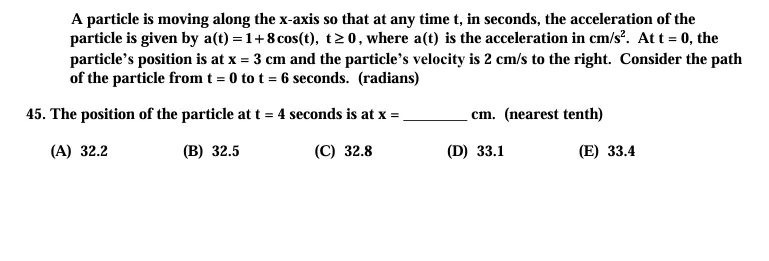 A particle is moving along the x-axis so that at any time t, in seconds, the acceleration of the
particle is given by a(t) = 1 + 8 cos(t), t ≥ 0, where a(t) is the acceleration in cm/s². At t = 0, the
particle's position is at x = 3 cm and the particle's velocity is 2 cm/s to the right. Consider the path
of the particle from t = 0 to t = 6 seconds. (radians)
45. The position of the particle at t = 4 seconds is at x = ________ cm. (nearest tenth)
(A) 32.2 (B) 32.5 (C) 32.8 (D) 33.1 (E) 33.4